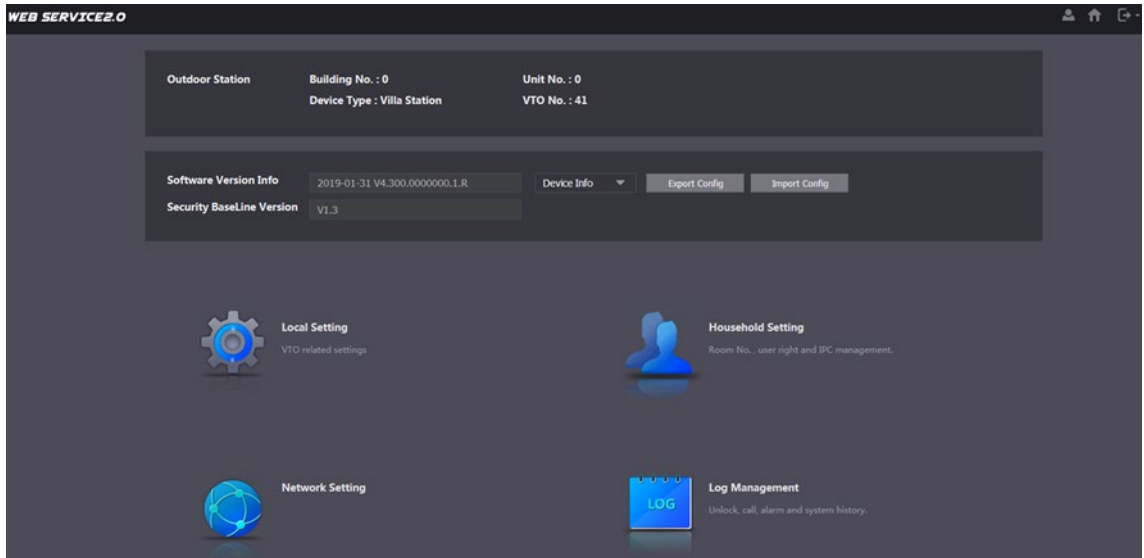 WEB SERVICE2.0
Outdoor Station Building No. : 0 Unit No. : 0
Device Type : Villa Station VTO No. : 41
Software Version Info 2019-01-31 V4.300.0000000.1.R Device Info Export Config Import Config
Security BaseLine Version V1.3
Local Setting
VTO related settings
Household Setting
Room No. , user right and IPC management.
Network Setting
LOG
Log Management
Unlock, call, alarm and system history.